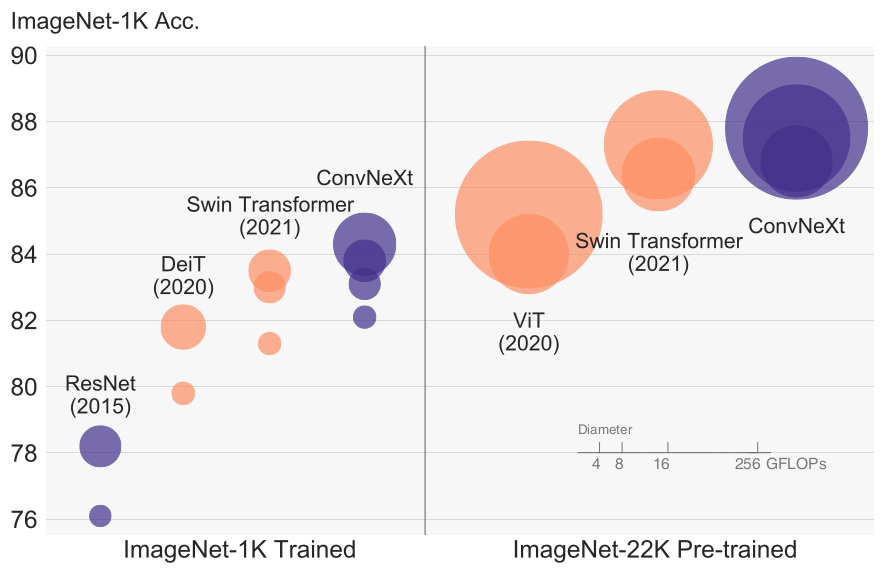 ImageNet-1K Acc.
90
88
86
84
82
80
78
76
ConvNeXt
Swin Transformer
(2021)
DeiT
(2020)
ResNet
(2015)
ConvNeXt
Swin Transformer
(2021)
ViT
(2020)
Diameter
4 8 16 256 GFLOPs
ImageNet-1K Trained
ImageNet-22K Pre-trained